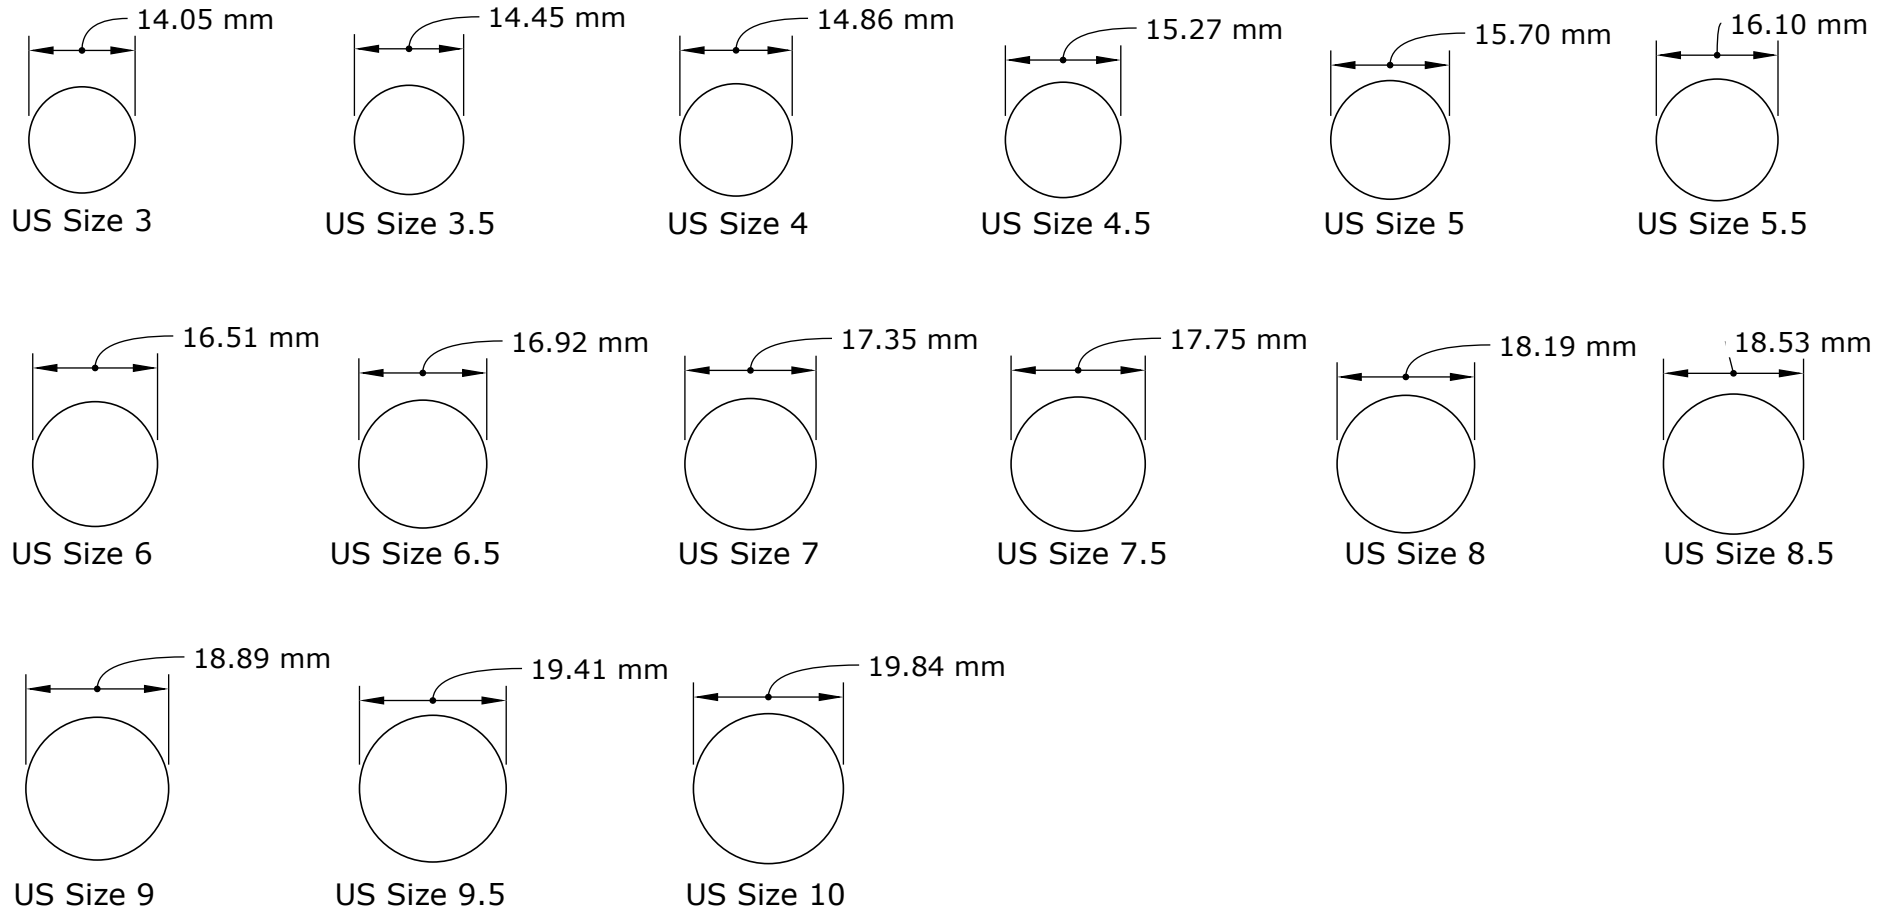 14.05 mm
14.45 mm
14.86 mm
15.27 mm
15.70 mm
16.10 mm
US Size 3
US Size 3.5
US Size 4
US Size 4.5
US Size 5
US Size 5.5
16.51 mm
16.92 mm
17.35 mm
17.75 mm
18.19 mm
18.53 mm
US Size 6
US Size 6.5
US Size 7
US Size 7.5
US Size 8
US Size 8.5
18.89 mm
19.41 mm
19.84 mm
US Size 9
US Size 9.5
US Size 10